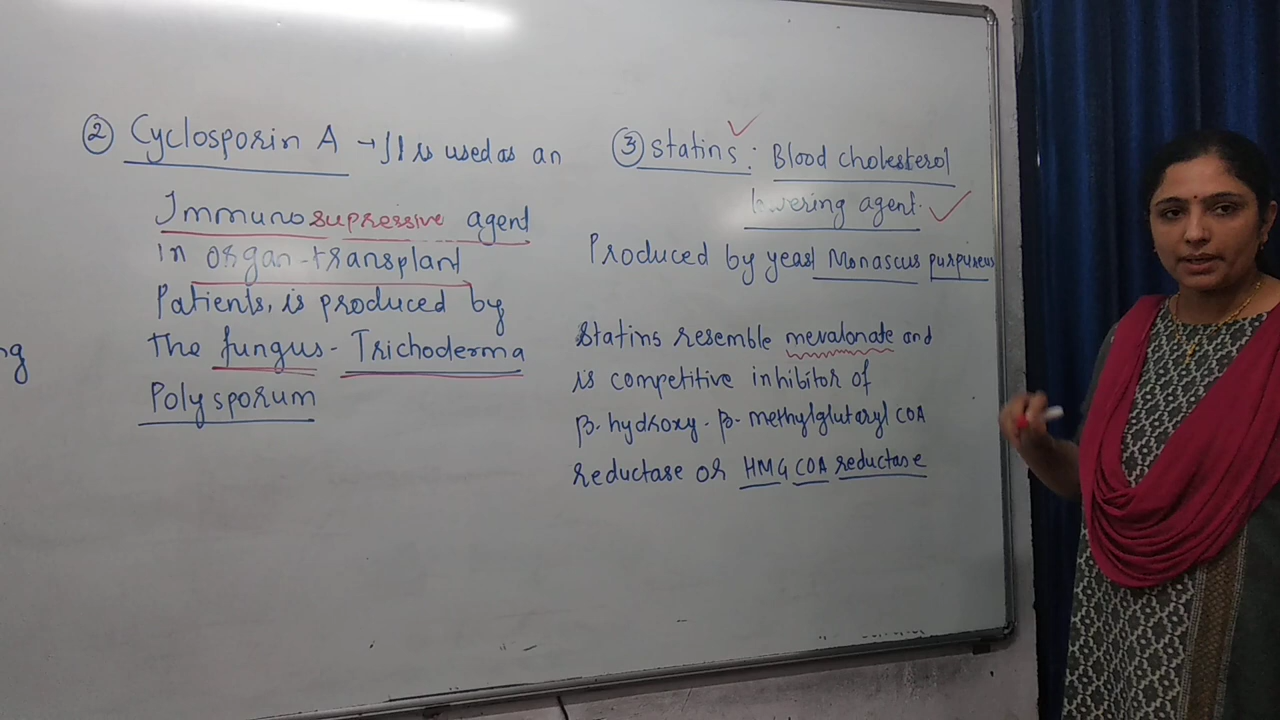 ② Cyclosporin A → It is used as an
Immunosupressive agent
in organ-transplant
Patients, is produced by
the fungus - Trichoderma
Polysporum
③ Statins : Blood cholesterol
lowering agent.
Produced by yeast Monascus purpureus
Statins resemble mevalonate and
is competitive inhibitor of
β-hydroxy-β-methylglutaryl COA
reductase or HMG COA reductase
ng